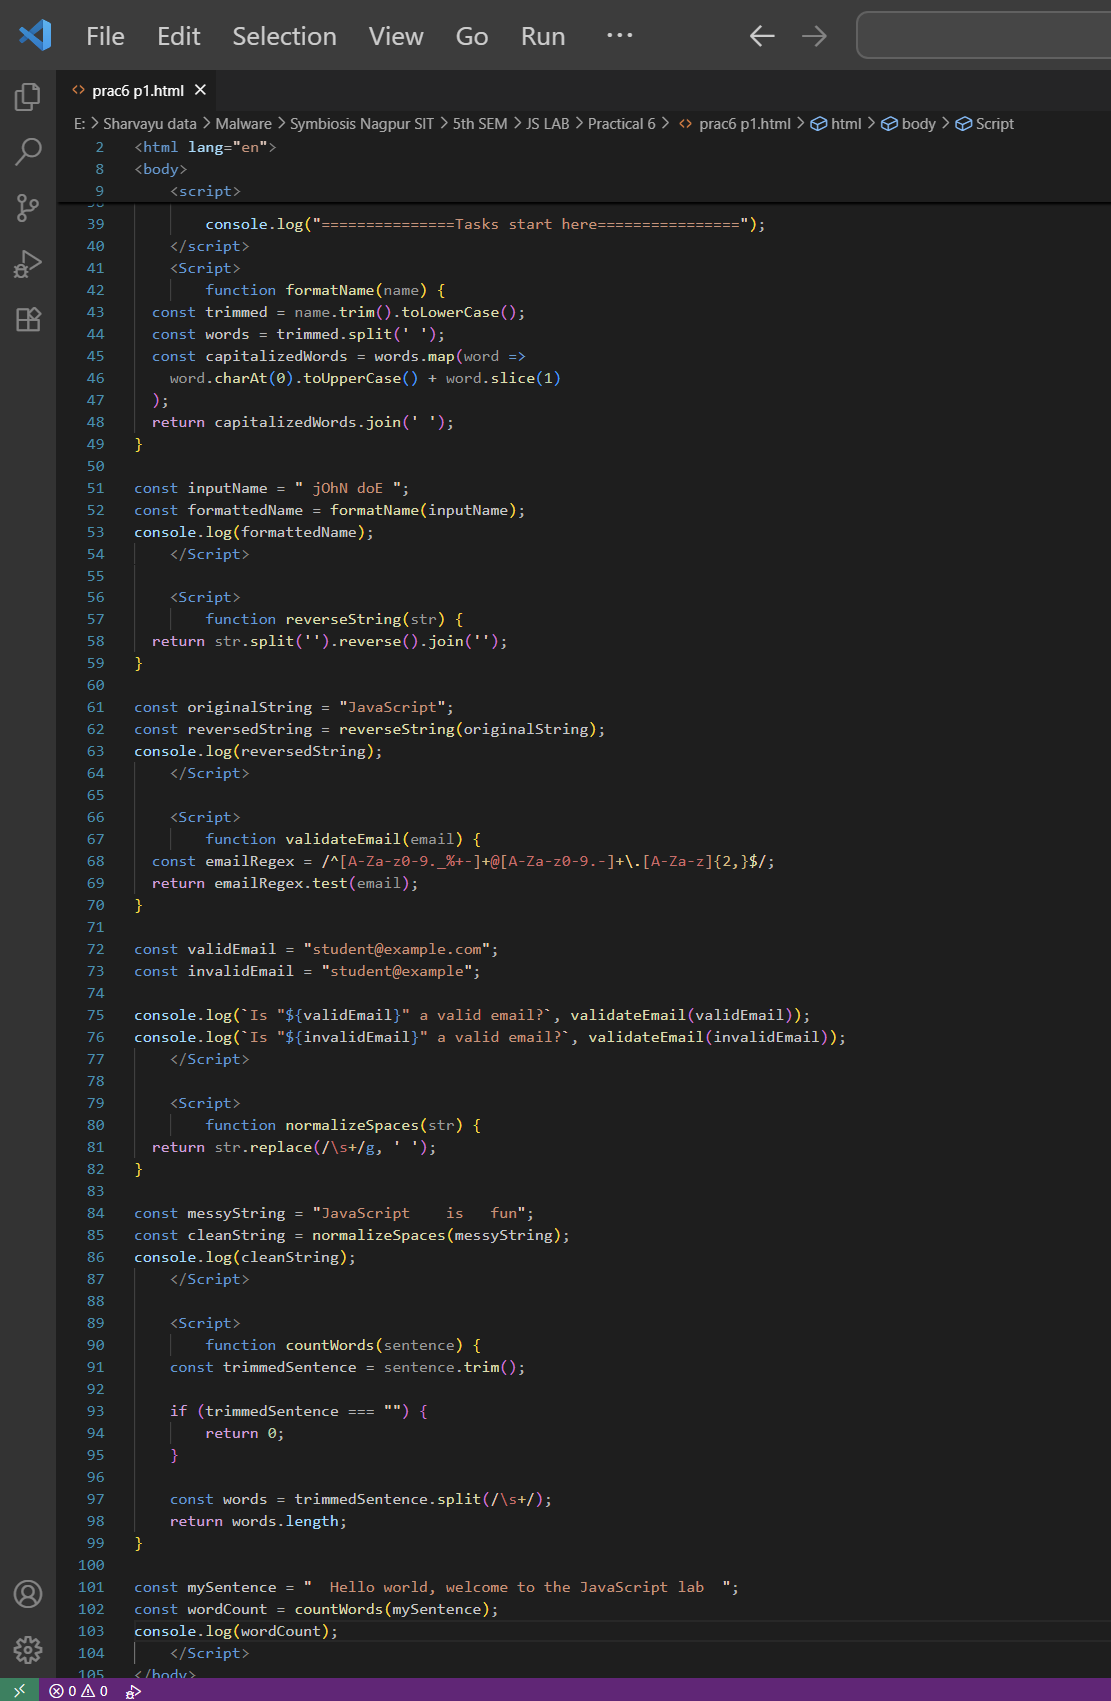 File Edit Selection View Go Run ...
prac6 p1.html
E: > Sharvayu data > Malware > Symbiosis Nagpur SIT > 5th SEM > JS LAB > Practical 6 > <> prac6 p1.html > html > body > Script
2 <html lang="en">
8 <body>
9 <script>
39 console.log("===============Tasks start here================");
40 </script>
41 <Script>
42 function formatName(name) {
43 const trimmed = name.trim().toLowerCase();
44 const words = trimmed.split(' ');
45 const capitalizedWords = words.map(word =>
46 word.charAt(0).toUpperCase() + word.slice(1)
47 );
48 return capitalizedWords.join(' ');
49 }
50
51 const inputName = " jOhN doE ";
52 const formattedName = formatName(inputName);
53 console.log(formattedName);
54 </Script>
55
56 <Script>
57 function reverseString(str) {
58 return str.split('').reverse().join('');
59 }
60
61 const originalString = "JavaScript";
62 const reversedString = reverseString(originalString);
63 console.log(reversedString);
64 </Script>
65
66 <Script>
67 function validateEmail(email) {
68 const emailRegex = /^[A-Za-z0-9._%+-]+@[A-Za-z0-9.-]+\.[A-Za-z]{2,}$/;
69 return emailRegex.test(email);
70 }
71
72 const validEmail = "student@example.com";
73 const invalidEmail = "student@example";
74
75 console.log(`Is "${validEmail}" a valid email?`, validateEmail(validEmail));
76 console.log(`Is "${invalidEmail}" a valid email?`, validateEmail(invalidEmail));
77 </Script>
78
79 <Script>
80 function normalizeSpaces(str) {
81 return str.replace(/\s+/g, ' ');
82 }
83
84 const messyString = "JavaScript    is   fun";
85 const cleanString = normalizeSpaces(messyString);
86 console.log(cleanString);
87 </Script>
88
89 <Script>
90 function countWords(sentence) {
91 const trimmedSentence = sentence.trim();
92
93 if (trimmedSentence === "") {
94 return 0;
95 }
96
97 const words = trimmedSentence.split(/\s+/);
98 return words.length;
99 }
100
101 const mySentence = "  Hello world, welcome to the JavaScript lab  ";
102 const wordCount = countWords(mySentence);
103 console.log(wordCount);
104 </Script>
105 </body>
0 0